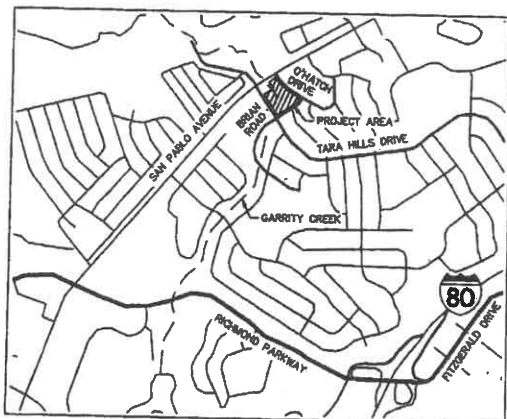 O'HATCH
DRIVE
SAN PABLO AVENUE
BRIAN
ROAD
PROJECT AREA
TARA HILLS DRIVE
GARRITY CREEK
80
RICHMOND PARKWAY
FITZGERALD DRIVE